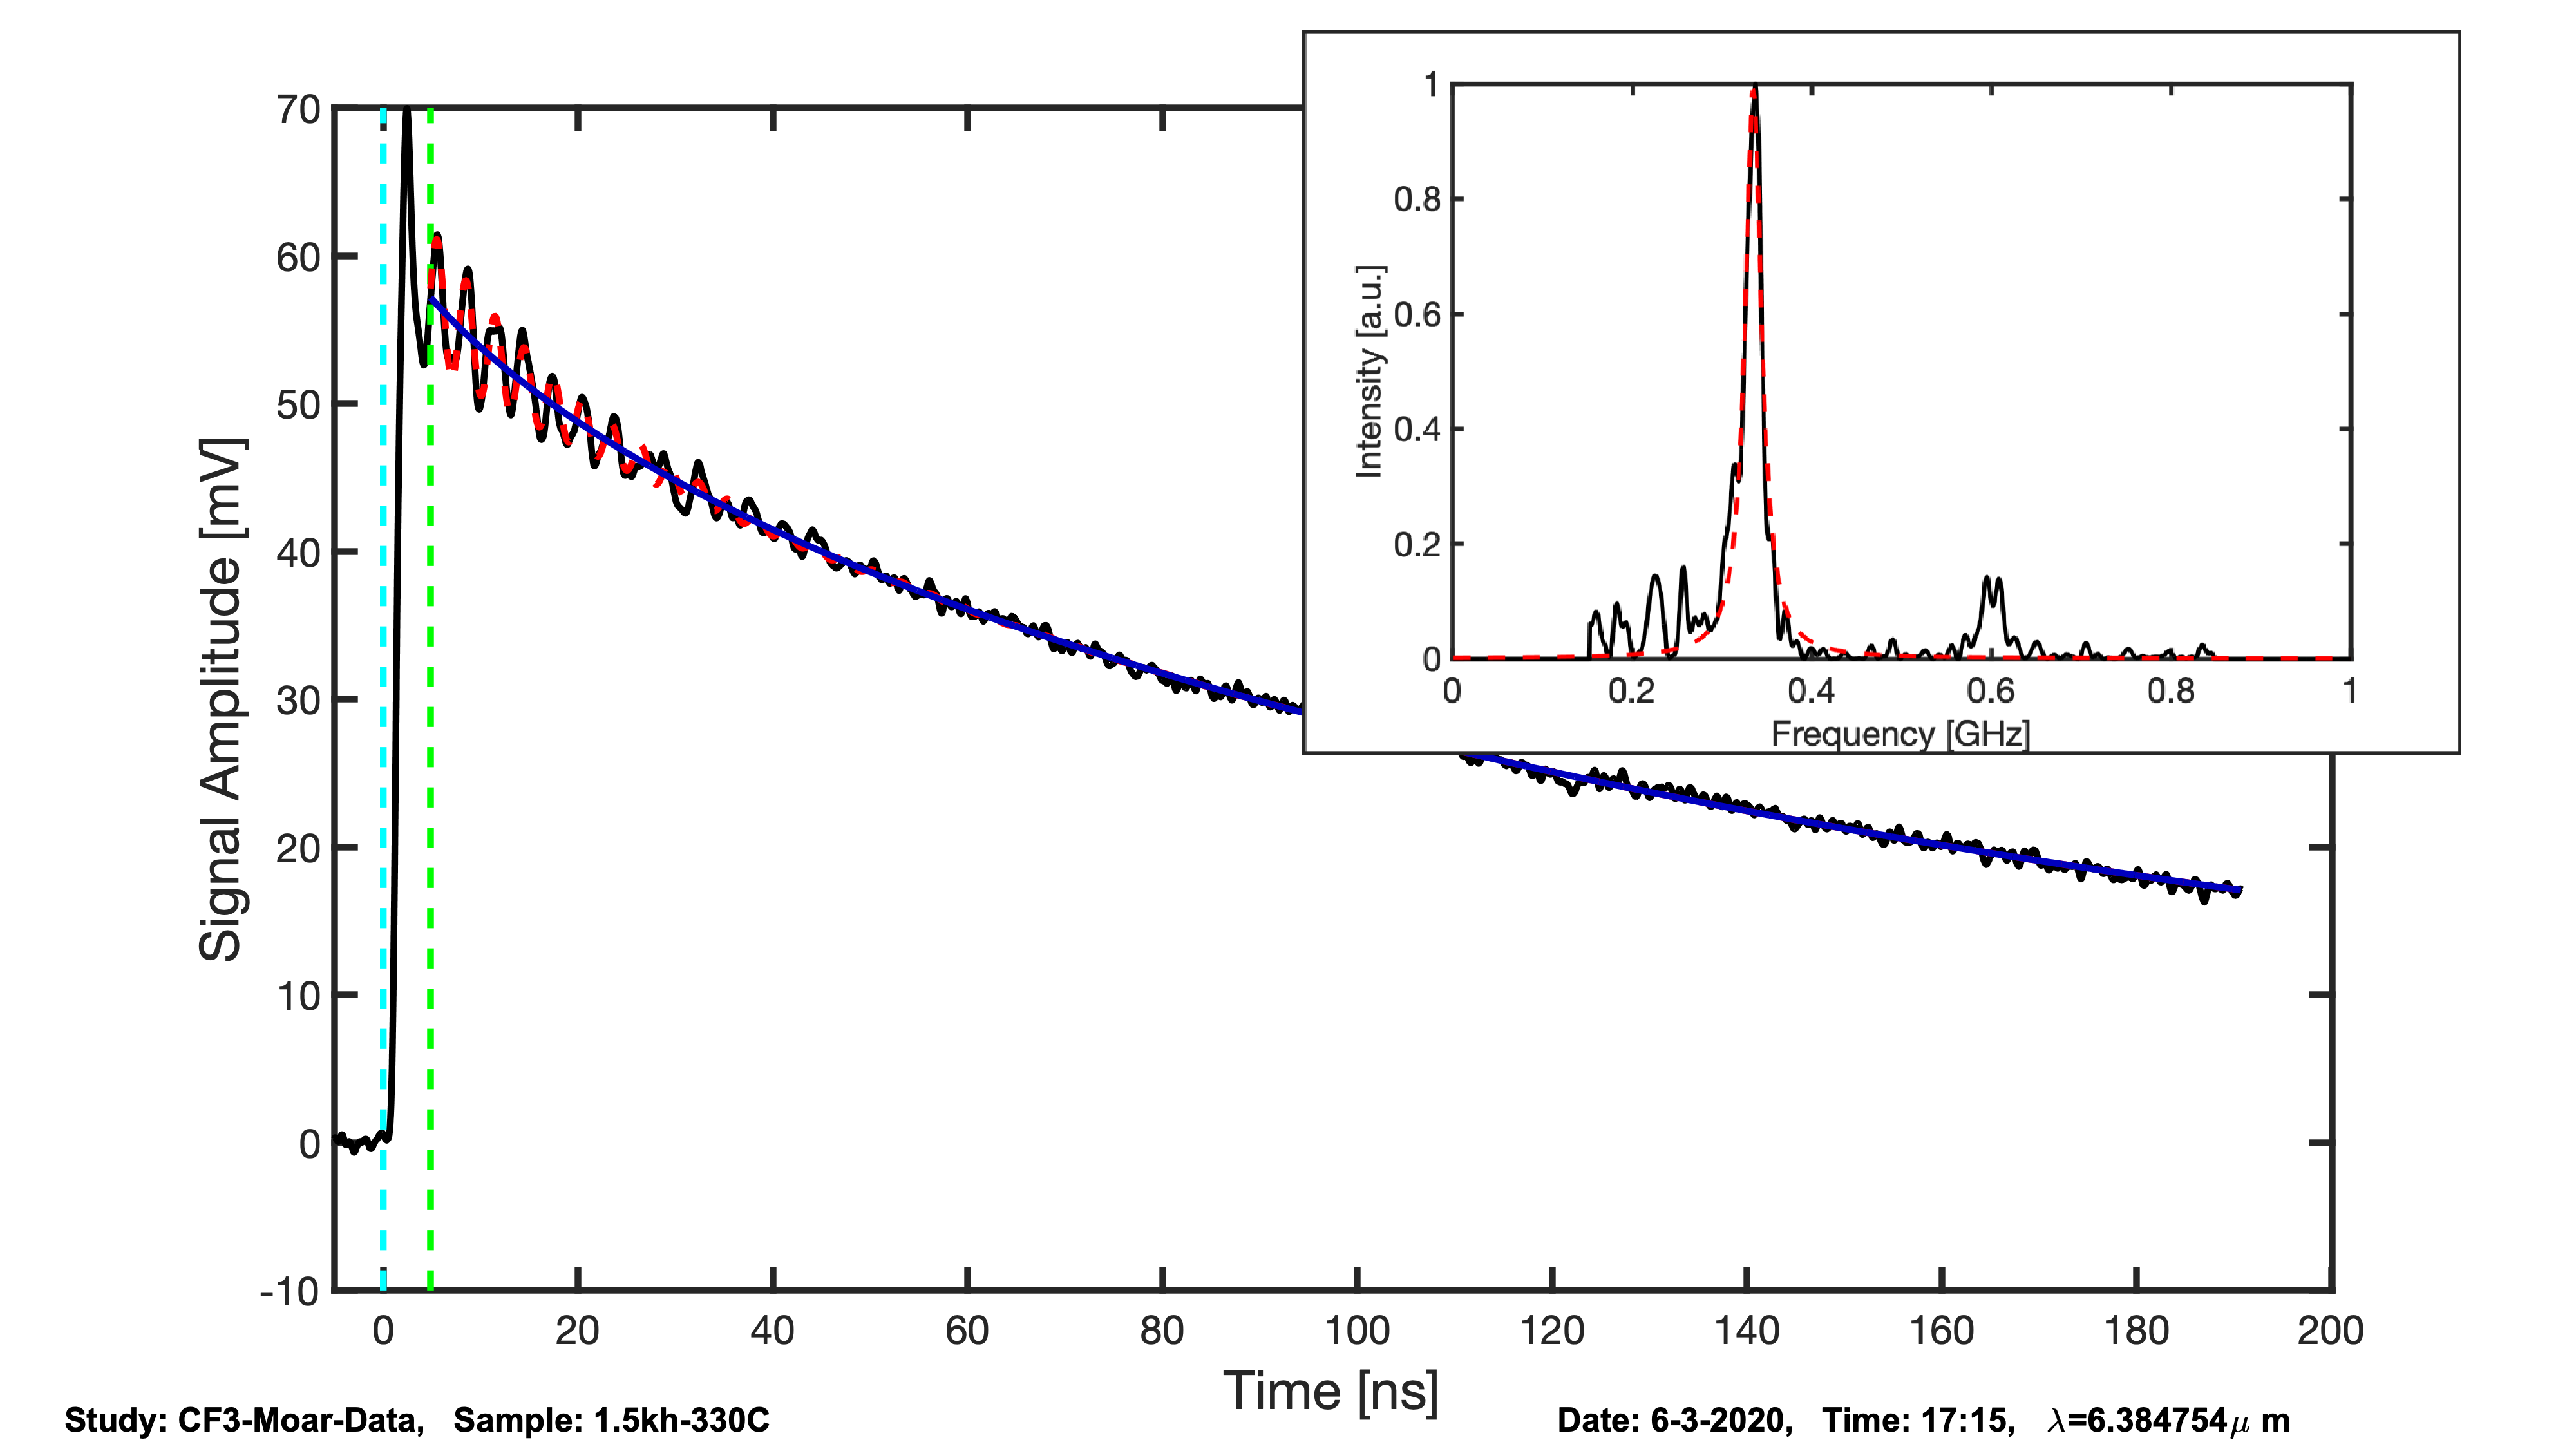 1
0.8
0.6
0.4
0.2
0
Intensity [a.u.]
0 0.2 0.4 0.6 0.8 1
Frequency [GHz]
70
60
50
40
30
20
10
0
-10
Signal Amplitude [mV]
0 20 40 60 80 100 120 140 160 180 200
Time [ns]
Study: CF3-Moar-Data, Sample: 1.5kh-330C
Date: 6-3-2020, Time: 17:15, λ=6.384754μ m